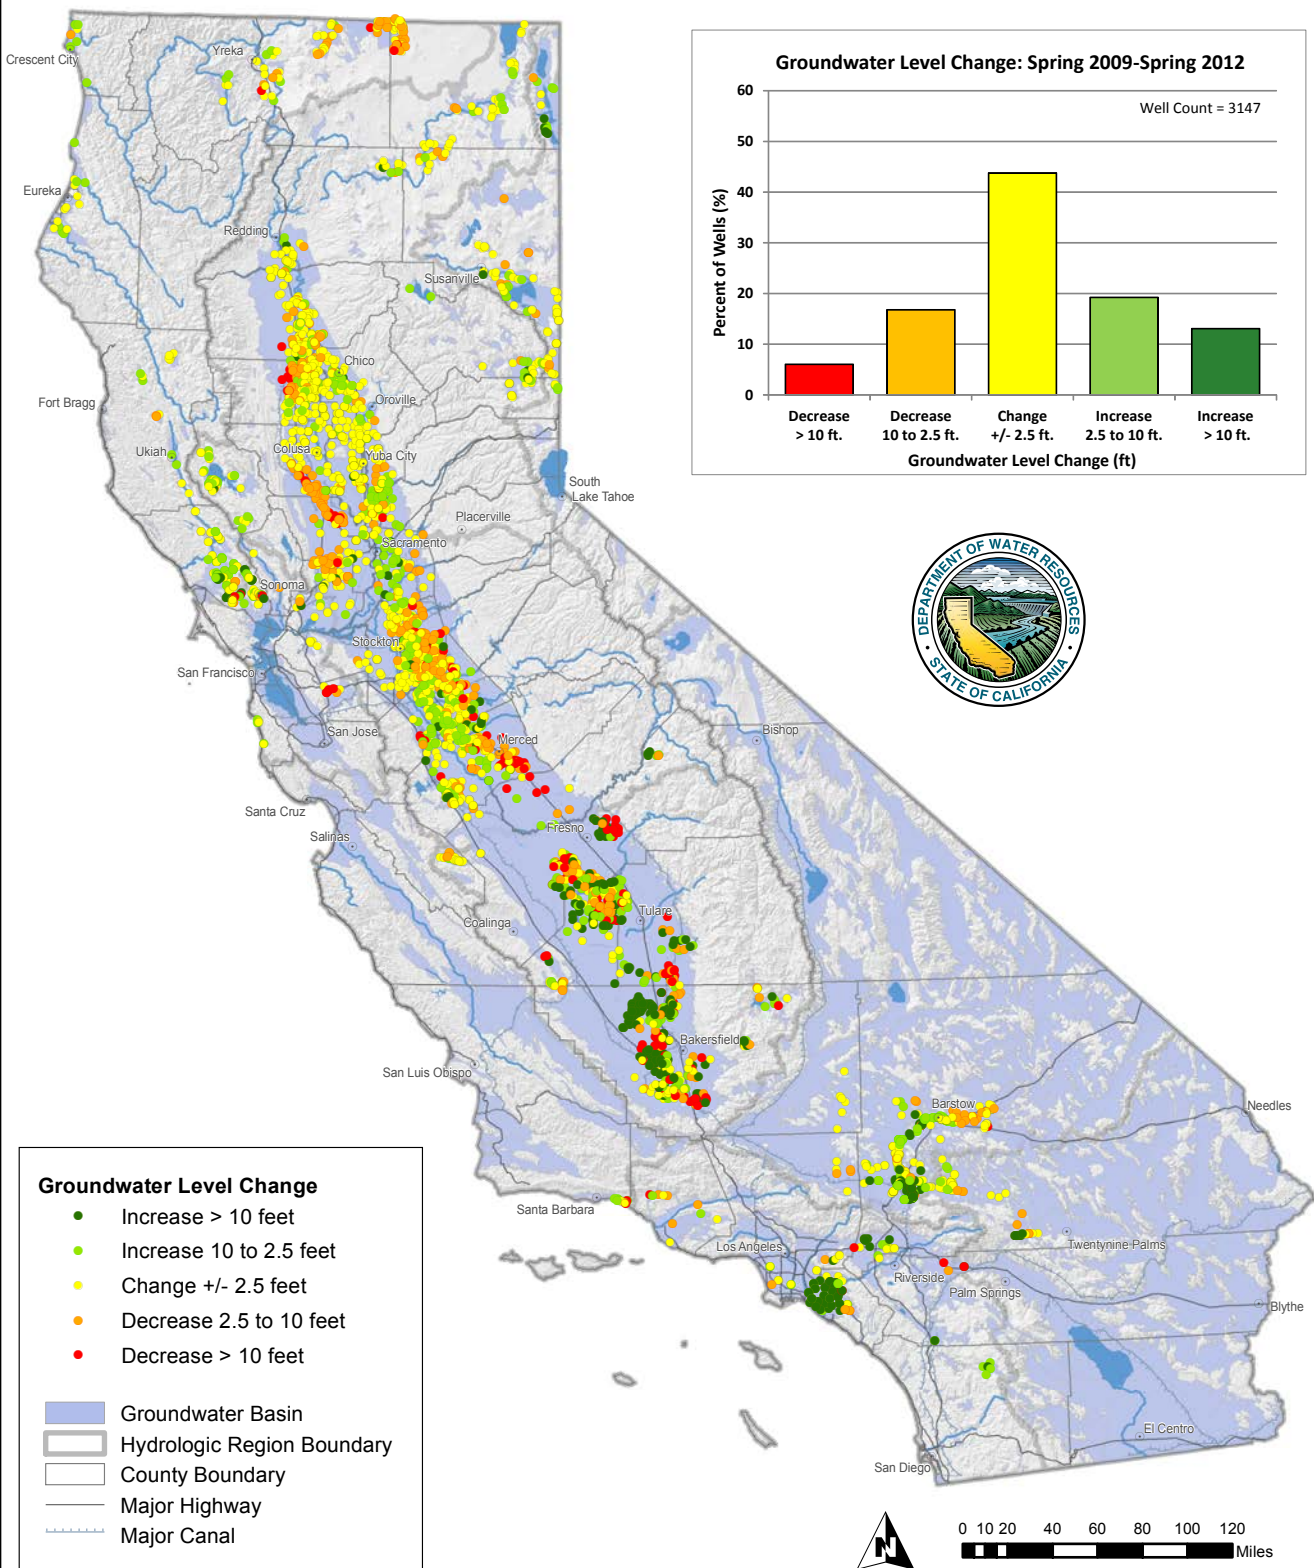 Groundwater Level Change: Spring 2009-Spring 2012
Well Count = 3147
Percent of Wells (%)
60
50
40
30
20
10
0
Decrease > 10 ft.
Decrease 10 to 2.5 ft.
Change +/- 2.5 ft.
Increase 2.5 to 10 ft.
Increase > 10 ft.
Groundwater Level Change (ft)
DEPARTMENT OF WATER RESOURCES
STATE OF CALIFORNIA
Crescent City
Yreka
Eureka
Redding
Susanville
Chico
Fort Bragg
Oroville
Ukiah
Colusa
Yuba City
South
Lake Tahoe
Placerville
Sacramento
Sonoma
Stockton
San Francisco
San Jose
Merced
Bishop
Santa Cruz
Salinas
Fresno
Coalinga
Tulare
Bakersfield
San Luis Obispo
Barstow
Needles
Santa Barbara
Los Angeles
Twentynine Palms
Riverside
Palm Springs
Blythe
El Centro
San Diego
Groundwater Level Change
Increase > 10 feet
Increase 10 to 2.5 feet
Change +/- 2.5 feet
Decrease 2.5 to 10 feet
Decrease > 10 feet
Groundwater Basin
Hydrologic Region Boundary
County Boundary
Major Highway
Major Canal
N
0 10 20 40 60 80 100 120
Miles